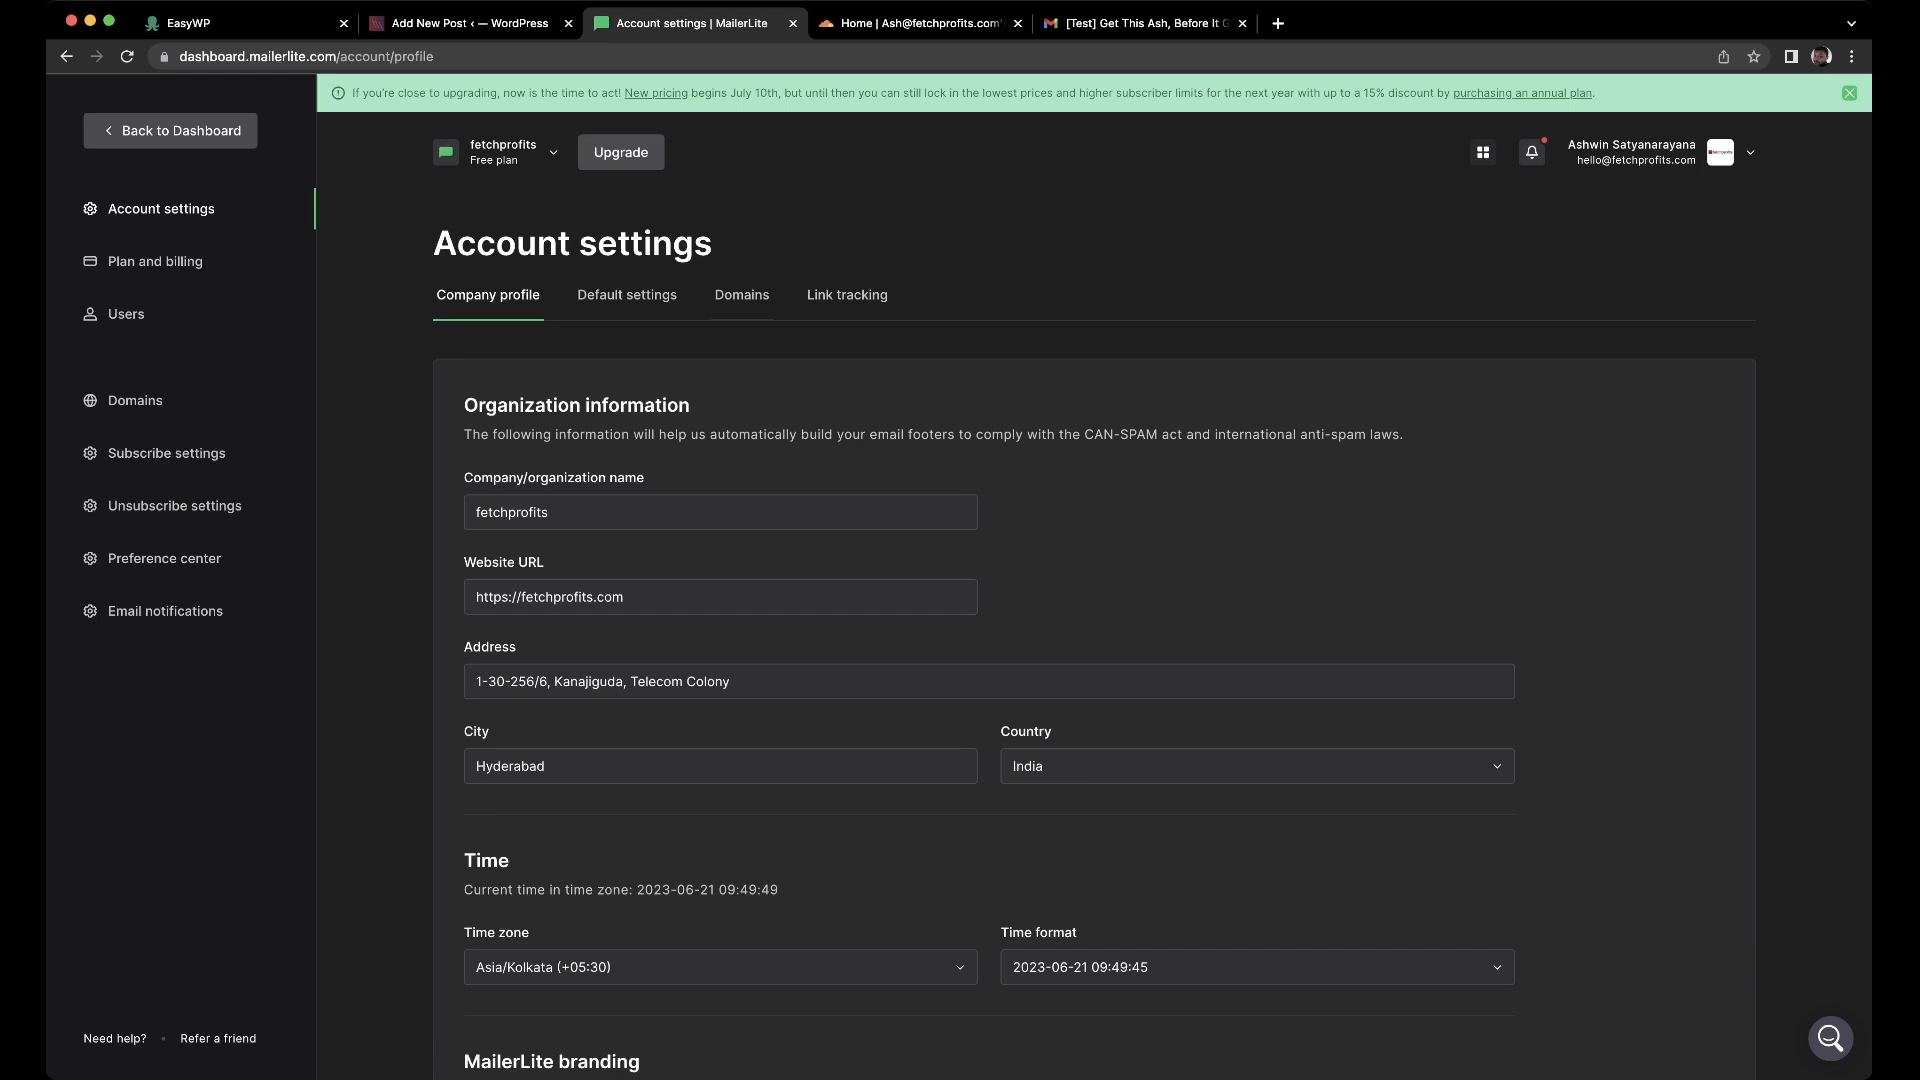 EasyWP
Add New Post ‹ — WordPress
Account settings | MailerLite
Home | Ash@fetchprofits.com'
[Test] Get This Ash, Before It G
dashboard.mailerlite.com/account/profile
If you're close to upgrading, now is the time to act! New pricing begins July 10th, but until then you can still lock in the lowest prices and higher subscriber limits for the next year with up to a 15% discount by purchasing an annual plan.
Back to Dashboard
fetchprofits
Free plan
Upgrade
Ashwin Satyanarayana
hello@fetchprofits.com
Account settings
Plan and billing
Users
Domains
Subscribe settings
Unsubscribe settings
Preference center
Email notifications
Need help?
Refer a friend
Account settings
Company profile
Default settings
Domains
Link tracking
Organization information
The following information will help us automatically build your email footers to comply with the CAN-SPAM act and international anti-spam laws.
Company/organization name
fetchprofits
Website URL
https://fetchprofits.com
Address
1-30-256/6, Kanajiguda, Telecom Colony
City
Country
Hyderabad
India
Time
Current time in time zone: 2023-06-21 09:49:49
Time zone
Time format
Asia/Kolkata (+05:30)
2023-06-21 09:49:45
MailerLite branding